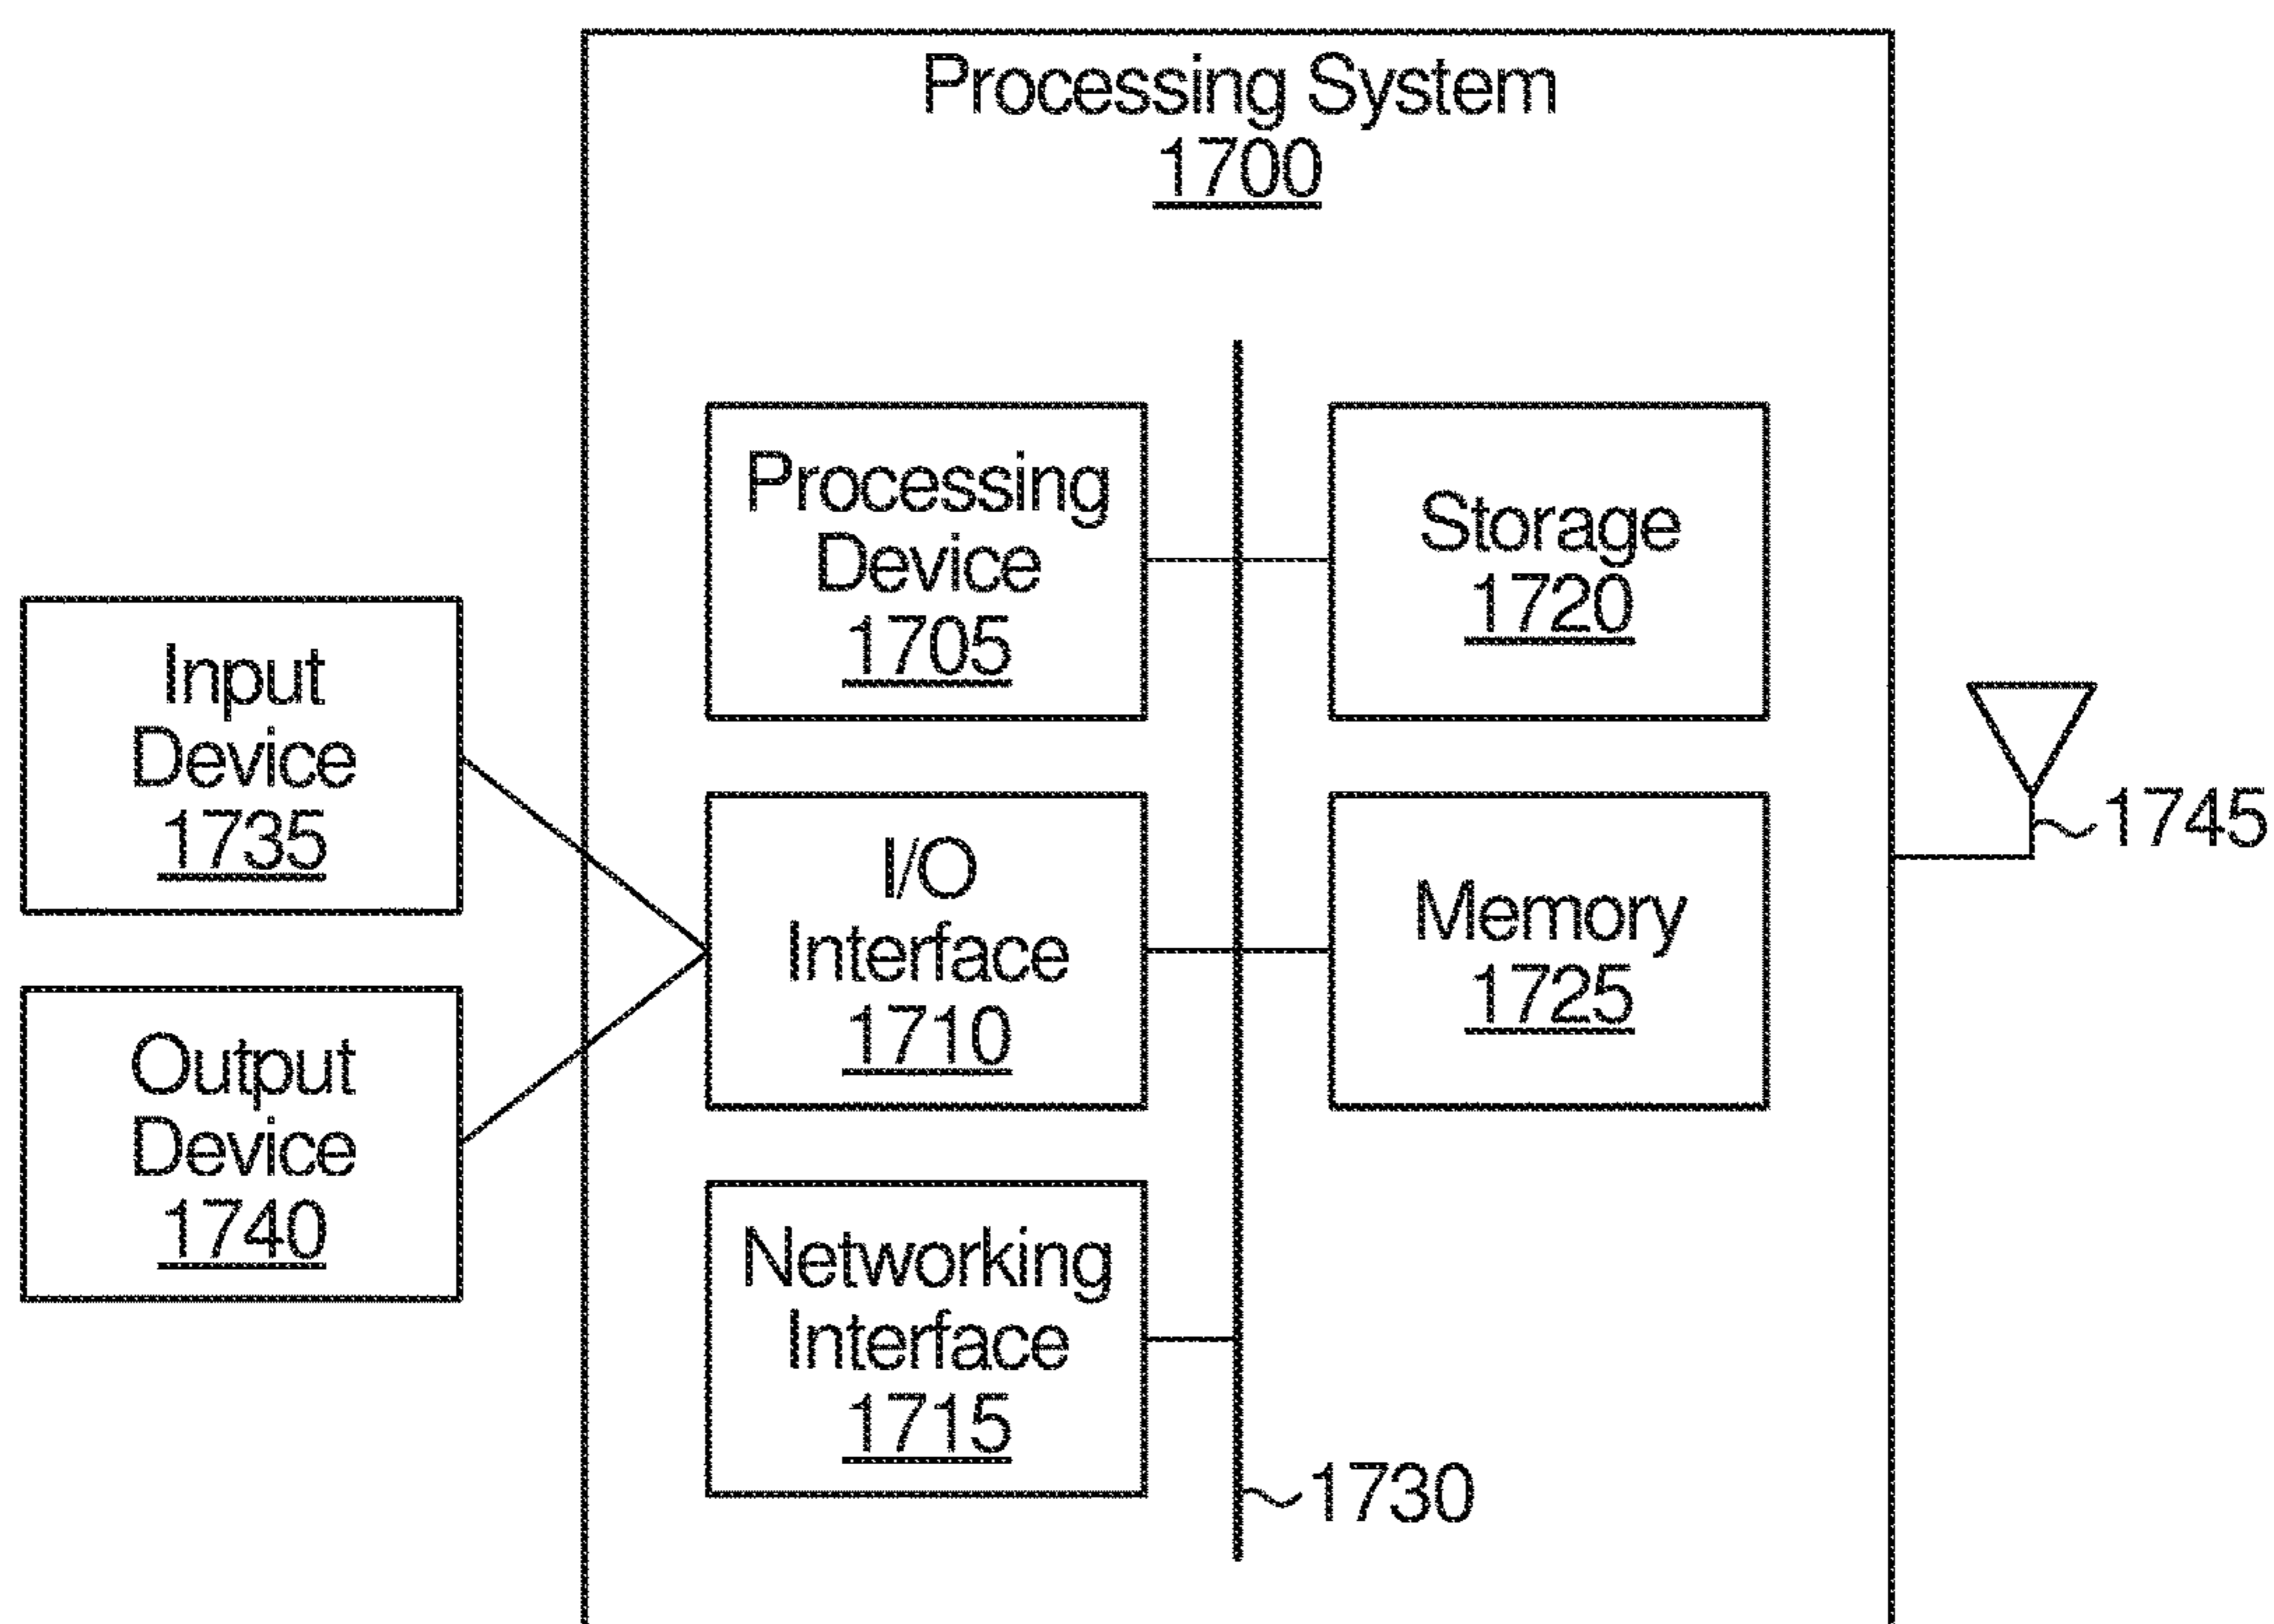 Processing System
1700
Processing
Device
1705
Storage
1720
Input
Device
1735
I/O
Interface
1710
Memory
1725
1745
Output
Device
1740
Networking
Interface
1715
1730